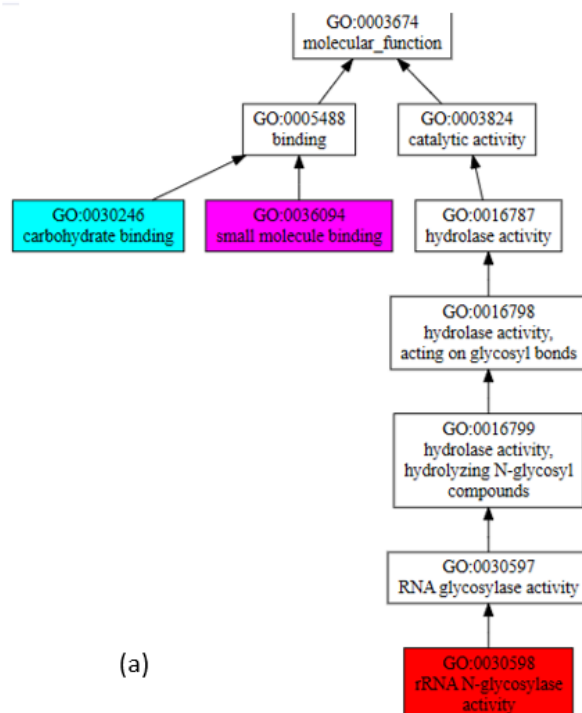 GO:0003674
molecular_function
GO:0005488
binding
GO:0003824
catalytic activity
GO:0030246
carbohydrate binding
GO:0036094
small molecule binding
GO:0016787
hydrolase activity
GO:0016798
hydrolase activity,
acting on glycosyl bonds
GO:0016799
hydrolase activity,
hydrolyzing N-glycosyl
compounds
GO:0030597
RNA glycosylase activity
(a)
GO:0030598
rRNA N-glycosylase
activity